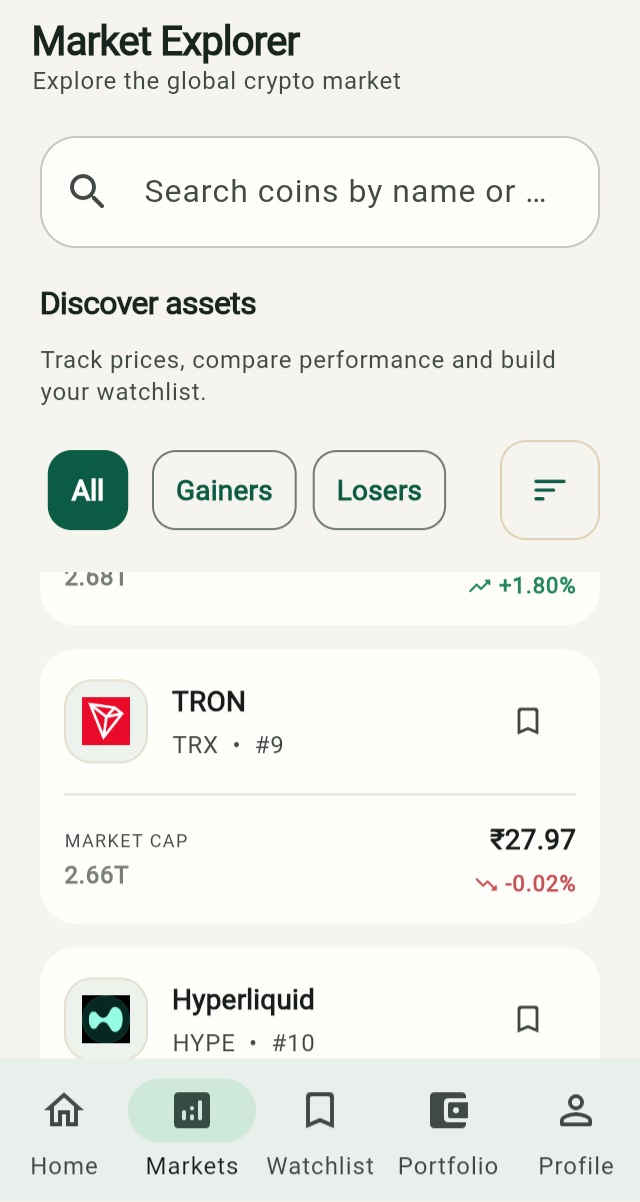 Market Explorer
Explore the global crypto market
Search coins by name or ...
Discover assets
Track prices, compare performance and build
your watchlist.
All
Gainers
Losers
2.68T
+1.80%
TRON
TRX • #9
MARKET CAP
₹27.97
2.66T
-0.02%
Hyperliquid
HYPE • #10
Home
Markets
Watchlist
Portfolio
Profile